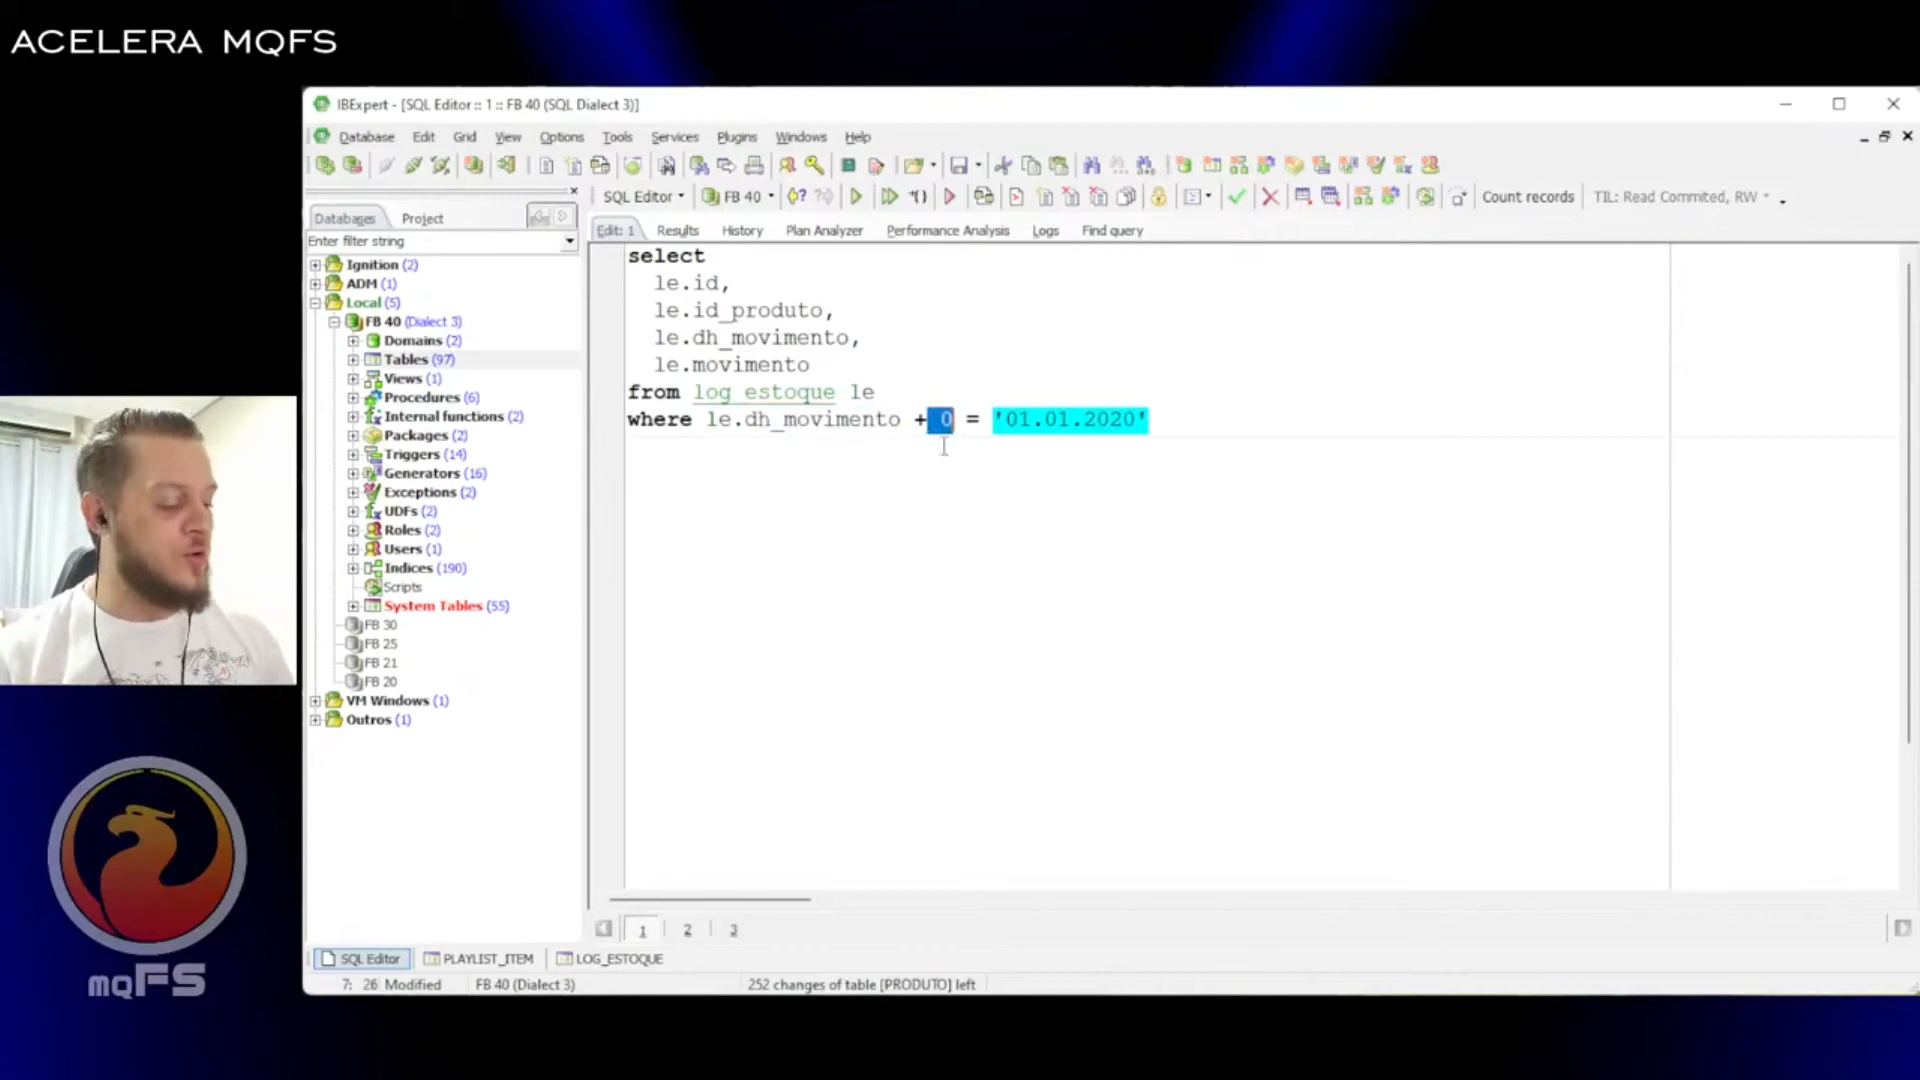 ACELERA MQFS
IBExpert - [SQL Editor :: 1 :: FB 40 (SQL Dialect 3)]
Database Edit Grid View Options Tools Services Plugins Windows Help
SQL Editor FB 40 Count records TIL: Read Commited, RW
Databases Project
Enter filter string
Edit: 1 Results History Plan Analyzer Performance Analysis Logs Find query
Ignition (2)
ADM (1)
Local (5)
FB 40 (Dialect 3)
Domains (2)
Tables (97)
Views (1)
Procedures (6)
Internal functions (2)
Packages (2)
Triggers (14)
Generators (16)
Exceptions (2)
UDFs (2)
Roles (2)
Users (1)
Indices (190)
Scripts
System Tables (55)
FB 30
FB 25
FB 21
FB 20
VM Windows (1)
Outros (1)
select
le.id,
le.id_produto,
le.dh_movimento,
le.movimento
from log_estoque le
where le.dh_movimento + 0 = '01.01.2020'
1 2 3
SQL Editor PLAYLIST_ITEM LOG_ESTOQUE
7: 26 Modified FB 40 (Dialect 3) 252 changes of table [PRODUTO] left
mqFS